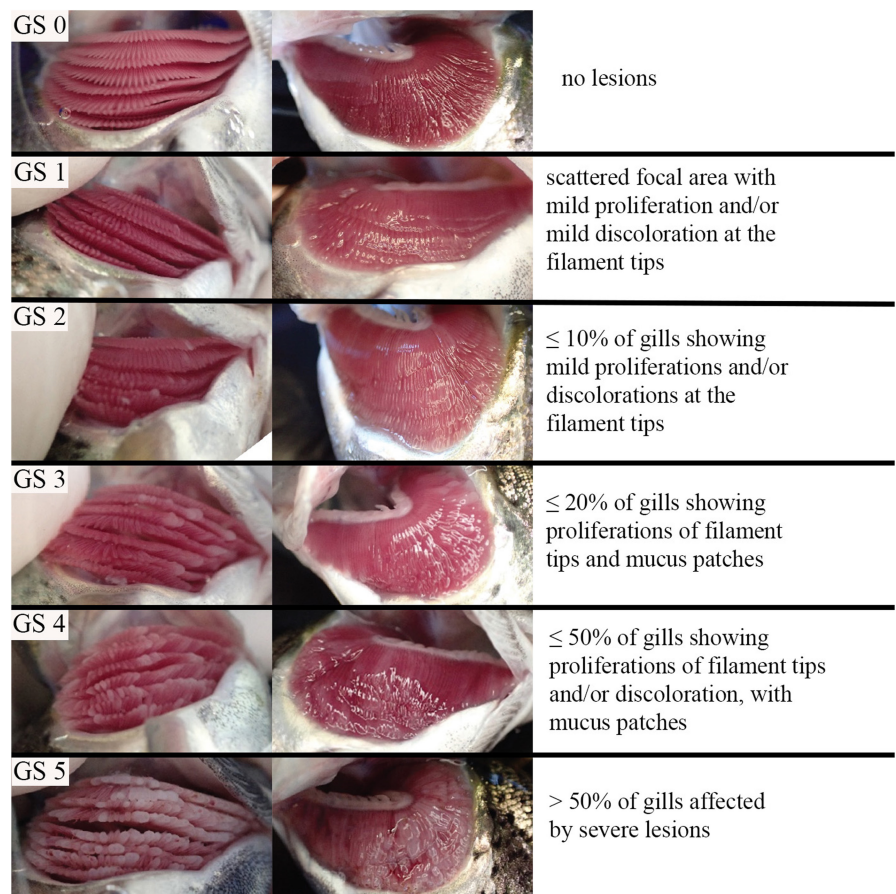 GS 0
no lesions
GS 1
scattered focal area with
mild proliferation and/or
mild discoloration at the
filament tips
GS 2
≤ 10% of gills showing
mild proliferations and/or
discolorations at the
filament tips
GS 3
≤ 20% of gills showing
proliferations of filament
tips and mucus patches
GS 4
≤ 50% of gills showing
proliferations of filament tips
and/or discoloration, with
mucus patches
GS 5
> 50% of gills affected
by severe lesions